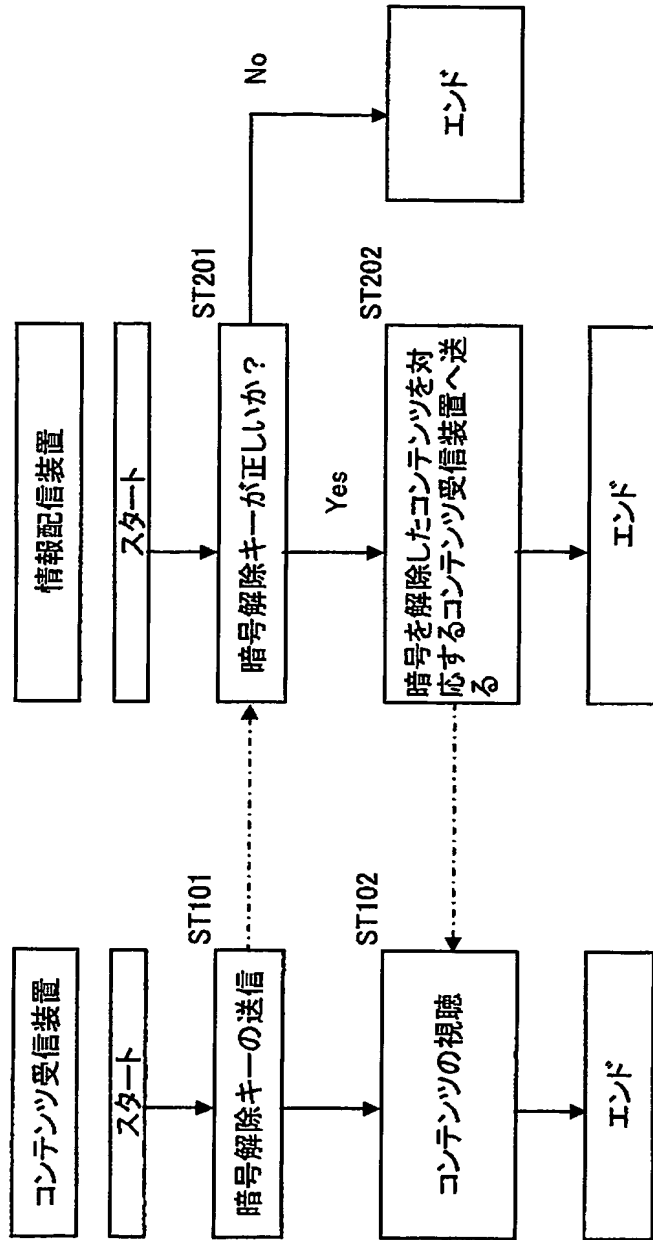 コンテンツ受信装置
スタート
ST101
暗号解除キーの送信
ST102
コンテンツの視聴
エンド
情報配信装置
スタート
ST201
暗号解除キーが正しいか?
No
エンド
Yes
ST202
暗号を解除したコンテンツを対
応するコンテンツ受信装置へ送
る
エンド